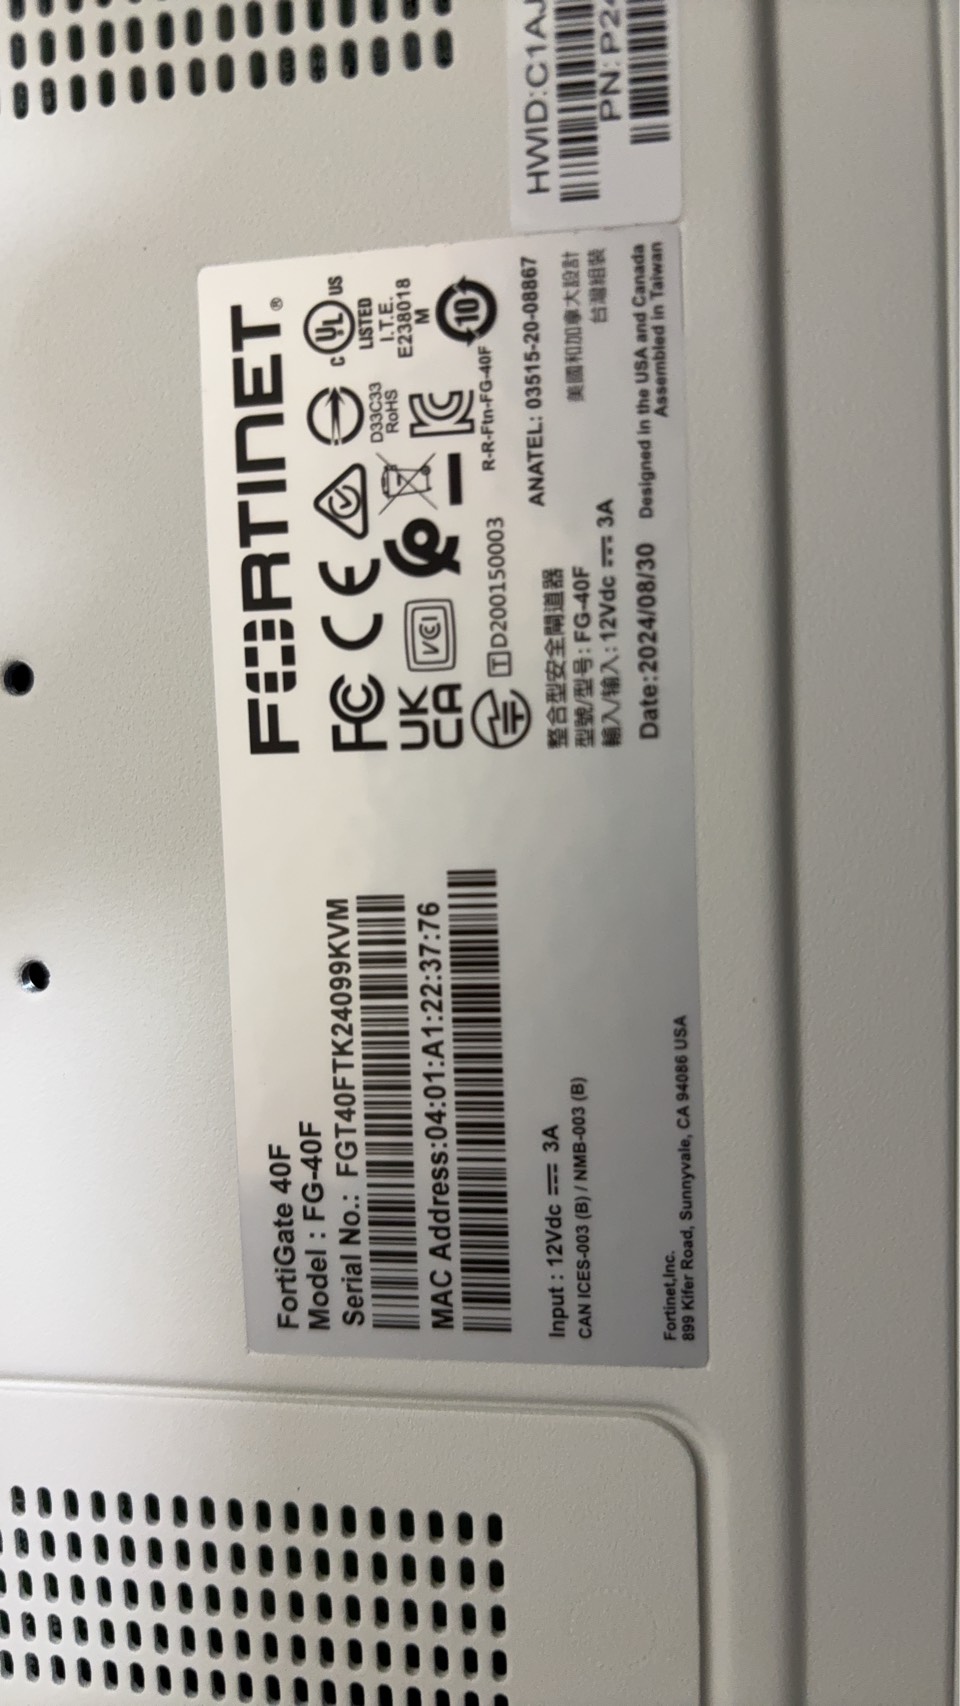 FortiGate 40F
Model : FG-40F
Serial No.: FGT40FTK24099KVM
MAC Address:04:01:A1:22:37:76
Input : 12Vdc ⎓ 3A
CAN ICES-003 (B) / NMB-003 (B)
Fortinet,Inc.
899 Kifer Road, Sunnyvale, CA 94086 USA
FORTINET®
FC CE
C UL US
LISTED
I.T.E.
E238018
M
D33C33
RoHS
UK
CA
VCI
10
R-R-Ftn-FG-40F
T D200150003
ANATEL: 03515-20-08867
整合型安全閘道器
型號/型号: FG-40F
輸入/输入: 12Vdc ⎓ 3A
美國和加拿大設計
台灣組裝
Date:2024/08/30
Designed in the USA and Canada
Assembled in Taiwan
HWID:C1AJ
PN: P24